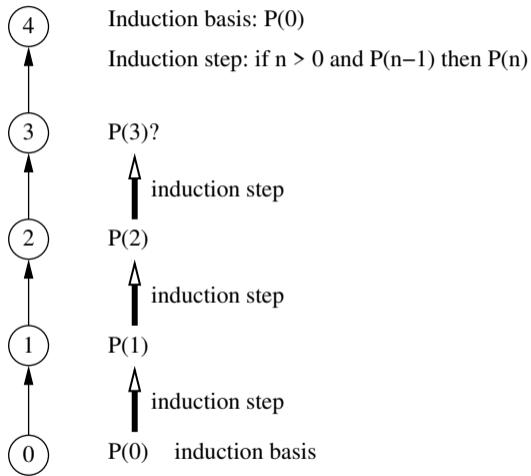 4 Induction basis: P(0)
Induction step: if n > 0 and P(n−1) then P(n)
3 P(3)?
induction step
2 P(2)
induction step
1 P(1)
induction step
0 P(0) induction basis